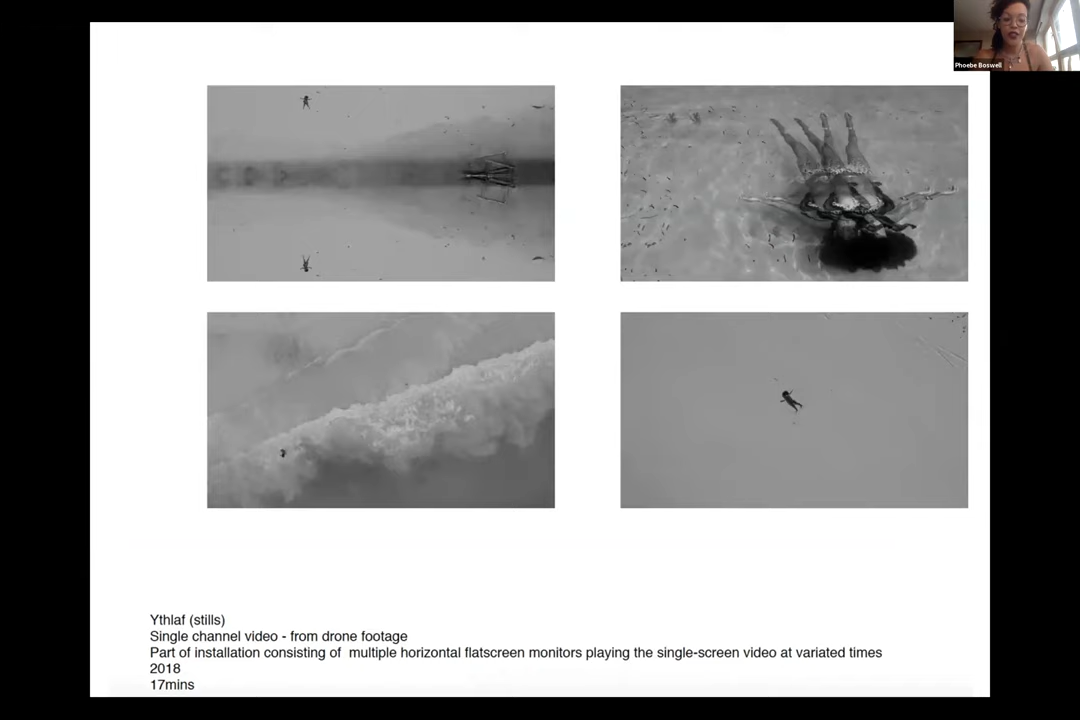 Phoebe Boswell
Ythlaf (stills)
Single channel video - from drone footage
Part of installation consisting of  multiple horizontal flatscreen monitors playing the single-screen video at variated times
2018
17mins